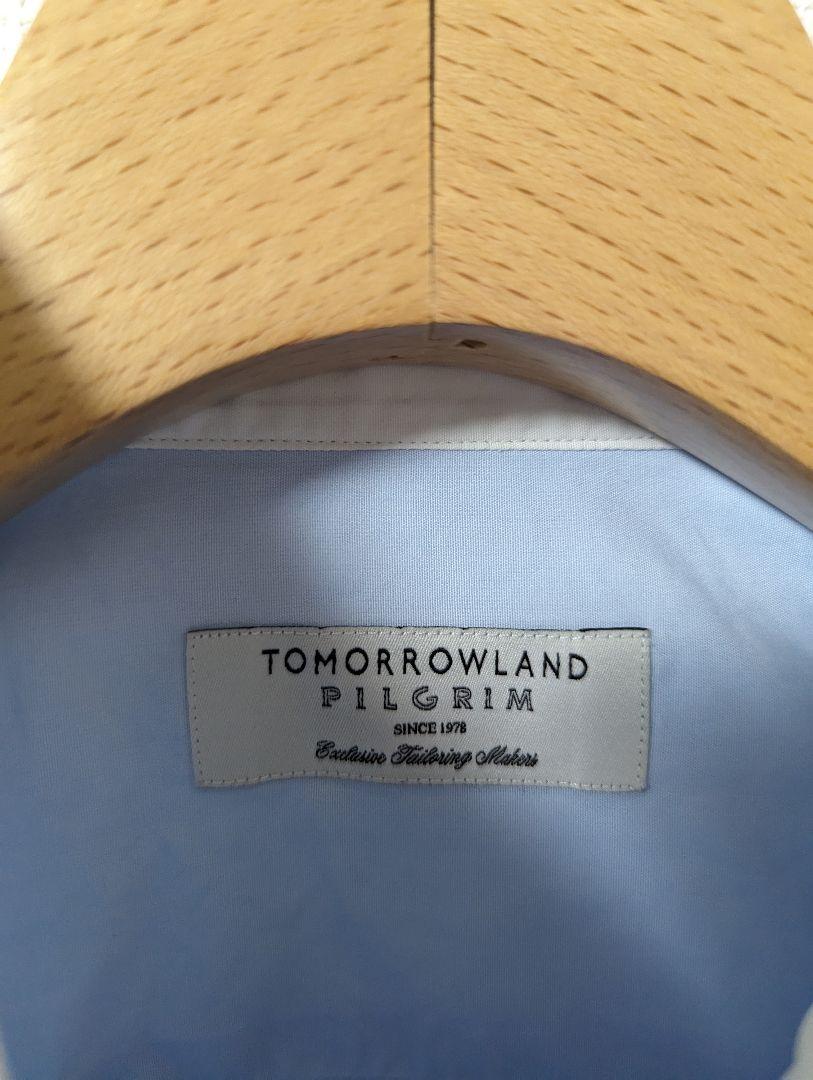 TOMORROWLAND
PILGRIM
SINCE 1978
Exclusive Tailoring Makers